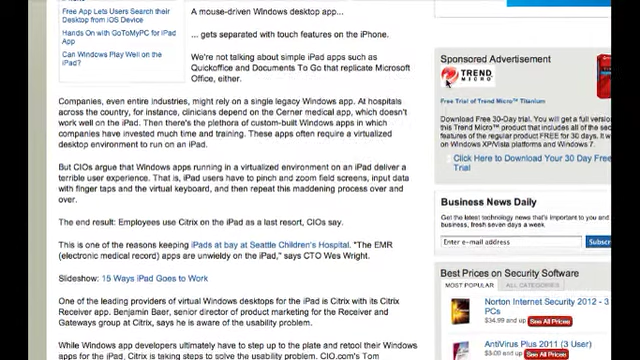 Free App Lets Users Search their
Desktop from iOS Device
Hands On with GoToMyPC for iPad
App
Can Windows Play Well on the
iPad?
A mouse-driven Windows desktop app...
... gets separated with touch features on the iPhone.
We're not talking about simple iPad apps such as
Quickoffice and Documents To Go that replicate Microsoft
Office, either.
Companies, even entire industries, might rely on a single legacy Windows app. At hospitals
across the country, for instance, clinicians depend on the Cerner medical app, which doesn't
work well on the iPad. Then there's the plethora of custom-built Windows apps in which
companies have invested much time and training. These apps often require a virtualized
desktop environment to run on an iPad.
But CIOs argue that Windows apps running in a virtualized environment on an iPad deliver a
terrible user experience. That is, iPad users have to pinch and zoom field screens, input data
with finger taps and the virtual keyboard, and then repeat this maddening process over and
over.
The end result: Employees use Citrix on the iPad as a last resort, CIOs say.
This is one of the reasons keeping iPads at bay at Seattle Children's Hospital. "The EMR
(electronic medical record) apps are unwieldy on the iPad," says CTO Wes Wright.
Slideshow: 15 Ways iPad Goes to Work
One of the leading providers of virtual Windows desktops for the iPad is Citrix with its Citrix
Receiver app. Benjamin Baer, senior director of product marketing for the Receiver and
Gateways group at Citrix, says he is aware of the usability problem.
While Windows app developers ultimately have to step up to the plate and retool their Windows
apps for the iPad, Citrix is taking steps to solve the usability problem. CIO.com's Tom
Sponsored Advertisement
TREND
MICRO
Free Trial of Trend Micro™ Titanium
Download Free 30-Day trial. You will get a full vers
this Trend Micro™ product that includes all of the sec
features of the regular product FREE for 30 days. It w
on Windows XP/Vista platforms and Windows 7.
Click Here to Download Your 30 Day Free
Trial
Business News Daily
Get the latest technology news that's important to you and
business, fresh seven days a week.
Enter e-mail address
Subsc
Best Prices on Security Software
MOST POPULAR
ALL CATEGORIES
Norton Internet Security 2012 - 3
PCs
$34.99 and up
See All Prices
AntiVirus Plus 2011 (3 User)
$3.00 and up
See All Prices